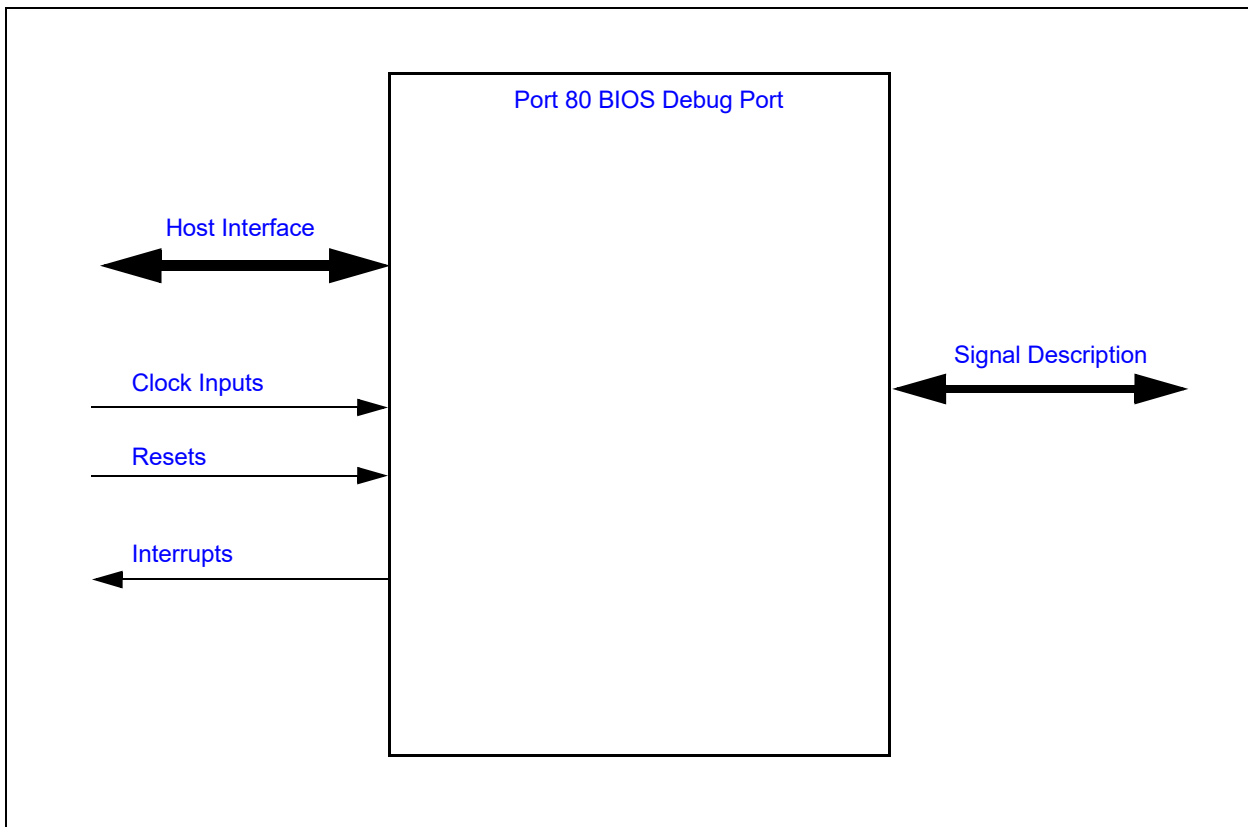 Port 80 BIOS Debug Port
Host Interface
Signal Description
Clock Inputs
Resets
Interrupts